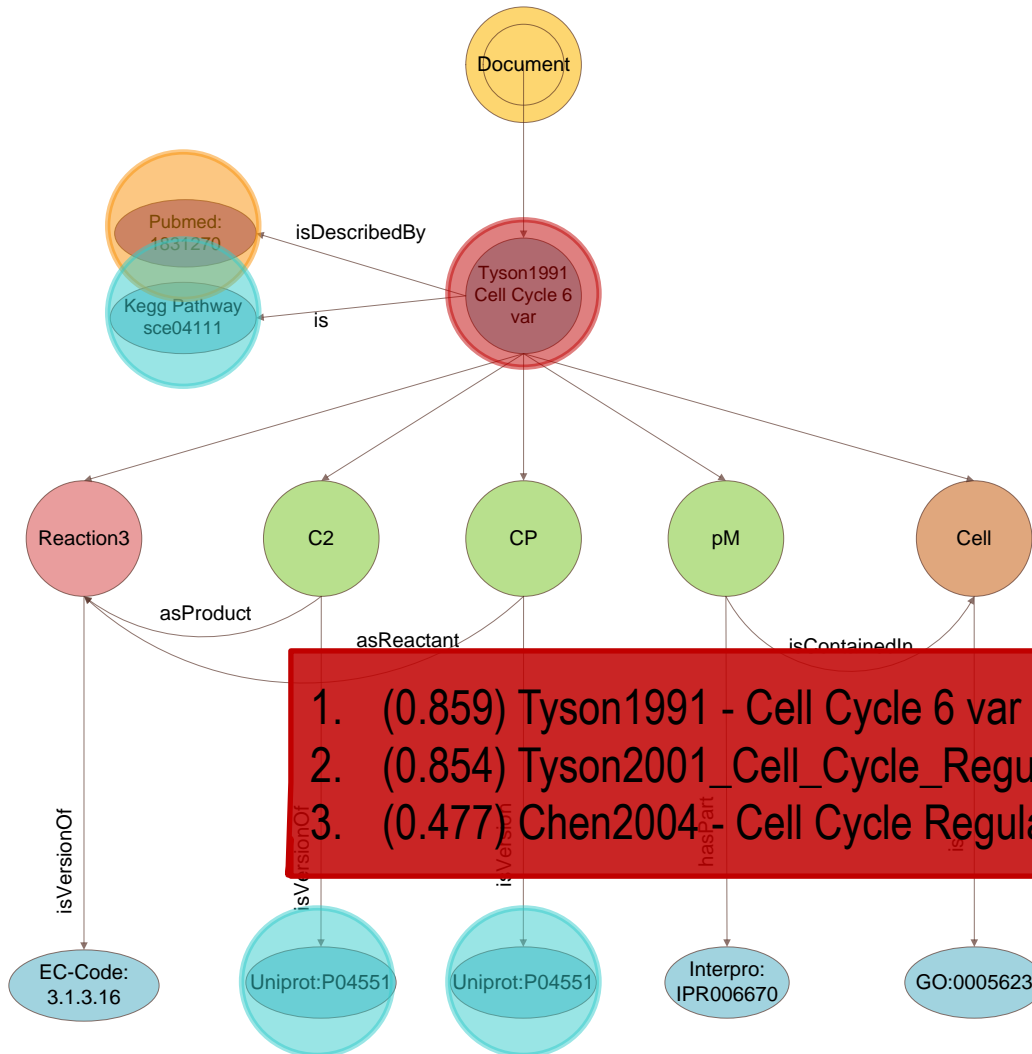 Document
Pubmed:
1831270
isDescribedBy
Tyson1991
Cell Cycle 6
var
Kegg Pathway
sce04111
is
Reaction3
C2
CP
pM
Cell
asProduct
asReactant
isContainedIn
1. (0.859) Tyson1991 - Cell Cycle 6 var
2. (0.854) Tyson2001_Cell_Cycle_Regu
3. (0.477) Chen2004 - Cell Cycle Regula
isVersionOf
isVersionOf
isVersion
hasPart
is
EC-Code:
3.1.3.16
Uniprot:P04551
Uniprot:P04551
Interpro:
IPR006670
GO:0005623